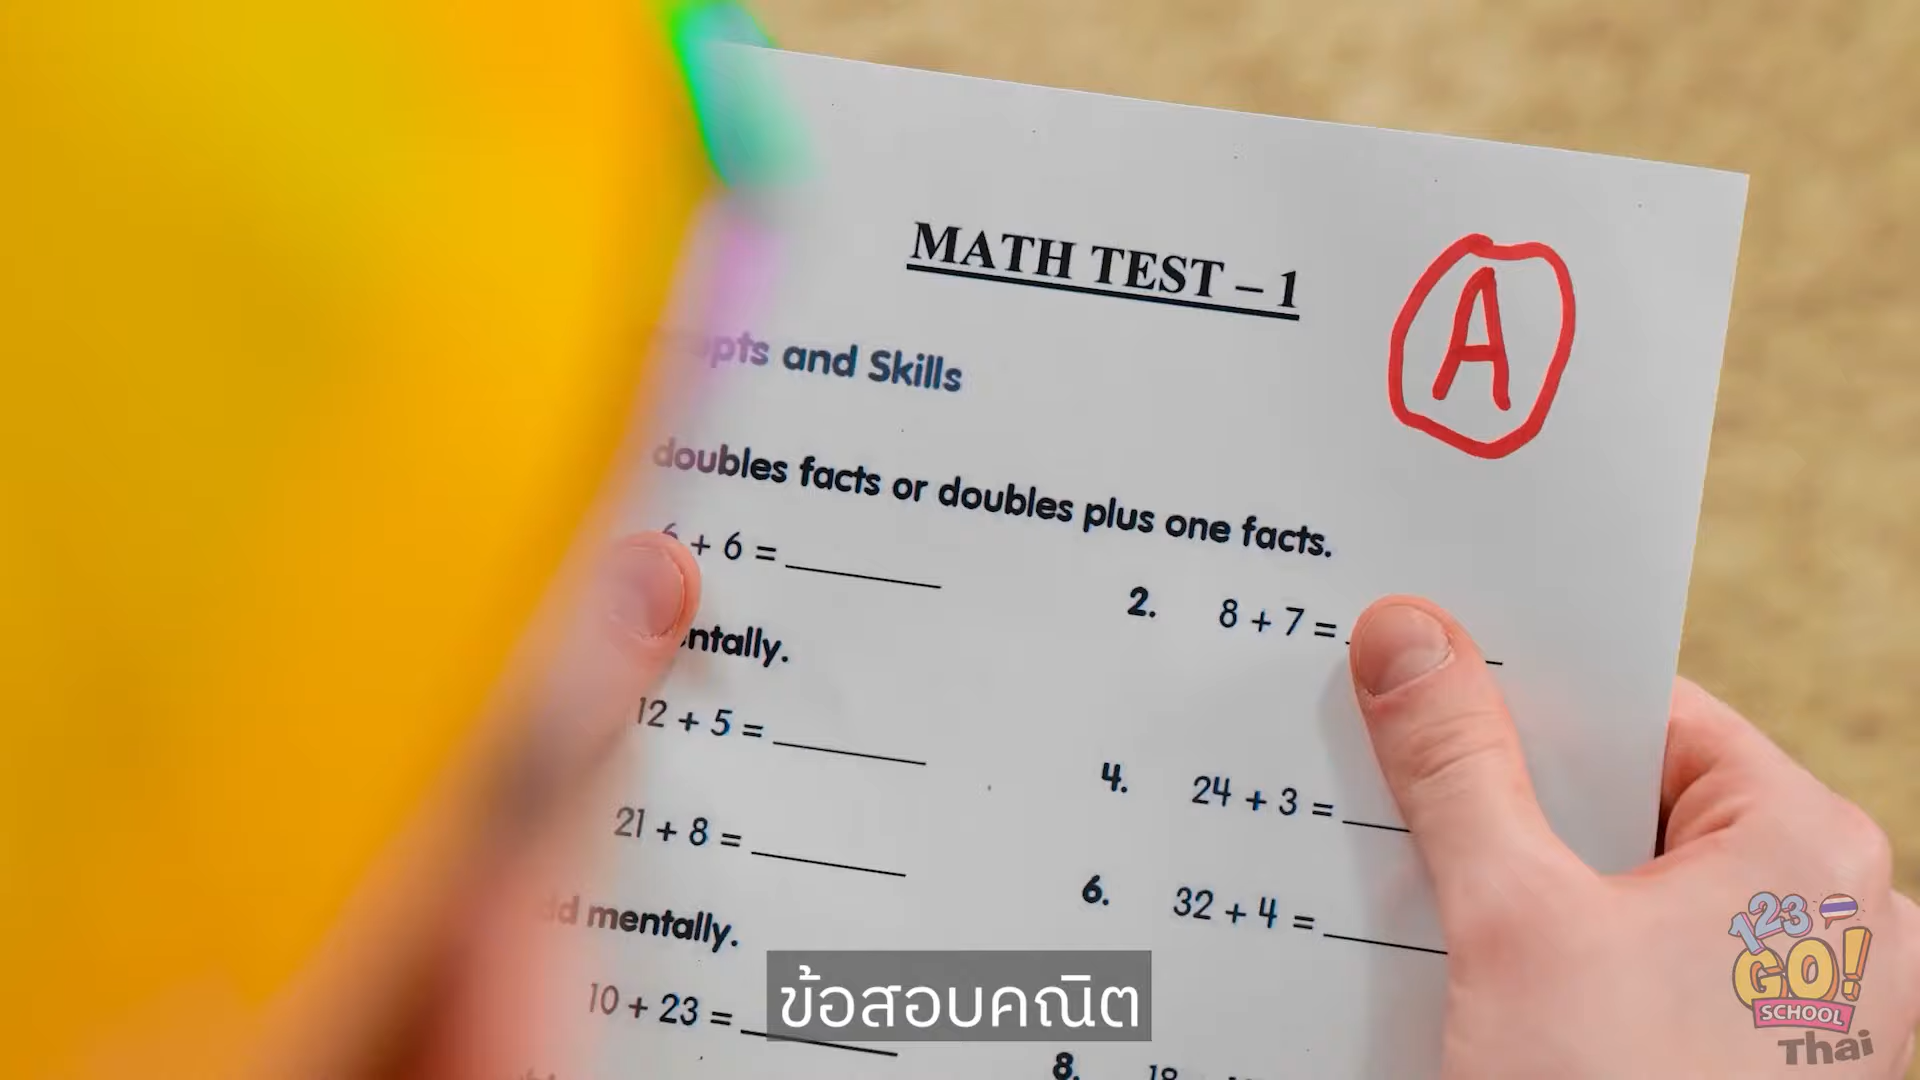 MATH TEST – 1
A
and Skills
doubles facts or doubles plus one facts.
6 + 6 =
2. 8 + 7 =
12 + 5 =
4. 24 + 3 =
21 + 8 =
6. 32 + 4 =
mentally.
10 + 23 =
8.
ข้อสอบคณิต
123 GO!
SCHOOL
Thai